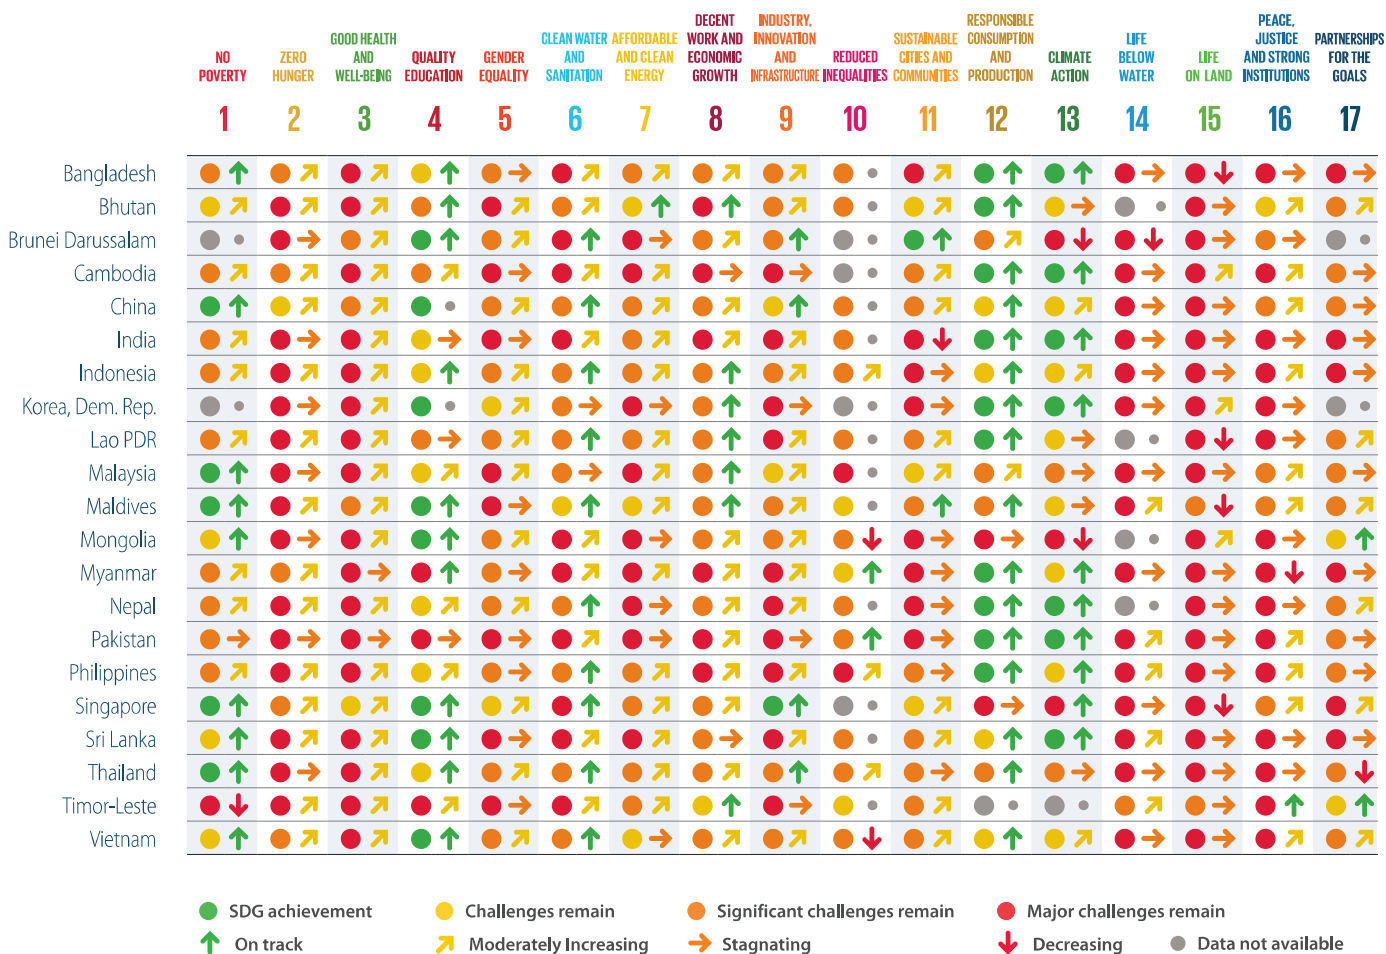 NO POVERTY
ZERO HUNGER
GOOD HEALTH AND WELL-BEING
QUALITY EDUCATION
GENDER EQUALITY
CLEAN WATER AND SANITATION
AFFORDABLE AND CLEAN ENERGY
DECENT WORK AND ECONOMIC GROWTH
INDUSTRY, INNOVATION AND INFRASTRUCTURE
REDUCED INEQUALITIES
SUSTAINABLE CITIES AND COMMUNITIES
RESPONSIBLE CONSUMPTION AND PRODUCTION
CLIMATE ACTION
LIFE BELOW WATER
LIFE ON LAND
PEACE, JUSTICE AND STRONG INSTITUTIONS
PARTNERSHIPS FOR THE GOALS
1 2 3 4 5 6 7 8 9 10 11 12 13 14 15 16 17
Bangladesh
Bhutan
Brunei Darussalam
Cambodia
China
India
Indonesia
Korea, Dem. Rep.
Lao PDR
Malaysia
Maldives
Mongolia
Myanmar
Nepal
Pakistan
Philippines
Singapore
Sri Lanka
Thailand
Timor-Leste
Vietnam
SDG achievement Challenges remain Significant challenges remain Major challenges remain
On track Moderately Increasing Stagnating Decreasing Data not available